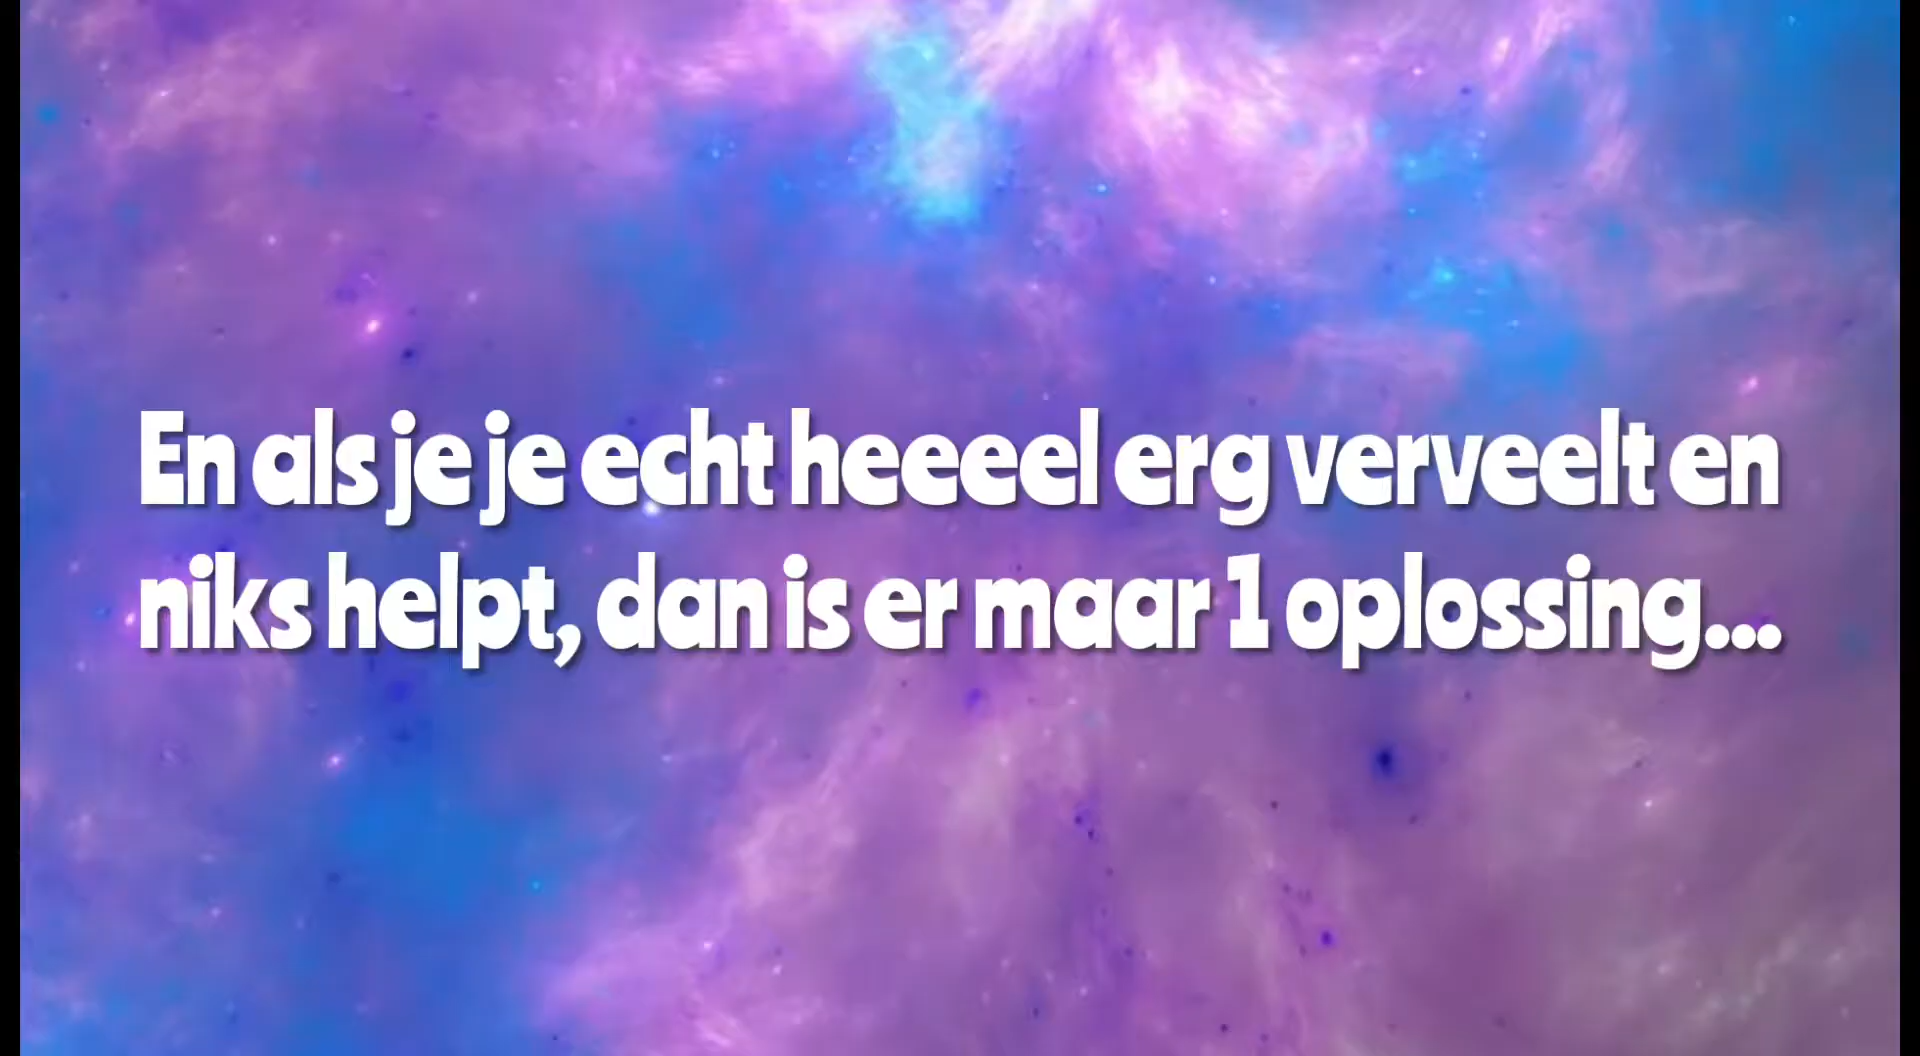 En als je je echt heeeel erg verveelt en
niks helpt, dan is er maar 1 oplossing...